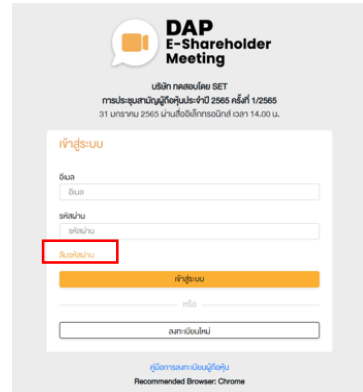 DAP
E-Shareholder
Meeting
บริษัท ทดสอบโดย SET
การประชุมสามัญผู้ถือหุ้นประจำปี 2565 ครั้งที่ 1/2565
31 มกราคม 2565 ผ่านสื่ออิเล็กทรอนิกส์ เวลา 14.00 น.
เข้าสู่ระบบ
อีเมล
อีเมล
รหัสผ่าน
รหัสผ่าน
ลืมรหัสผ่าน
เข้าสู่ระบบ
หรือ
ลงทะเบียนใหม่
คู่มือการลงทะเบียนผู้ถือหุ้น
Recommended Browser: Chrome